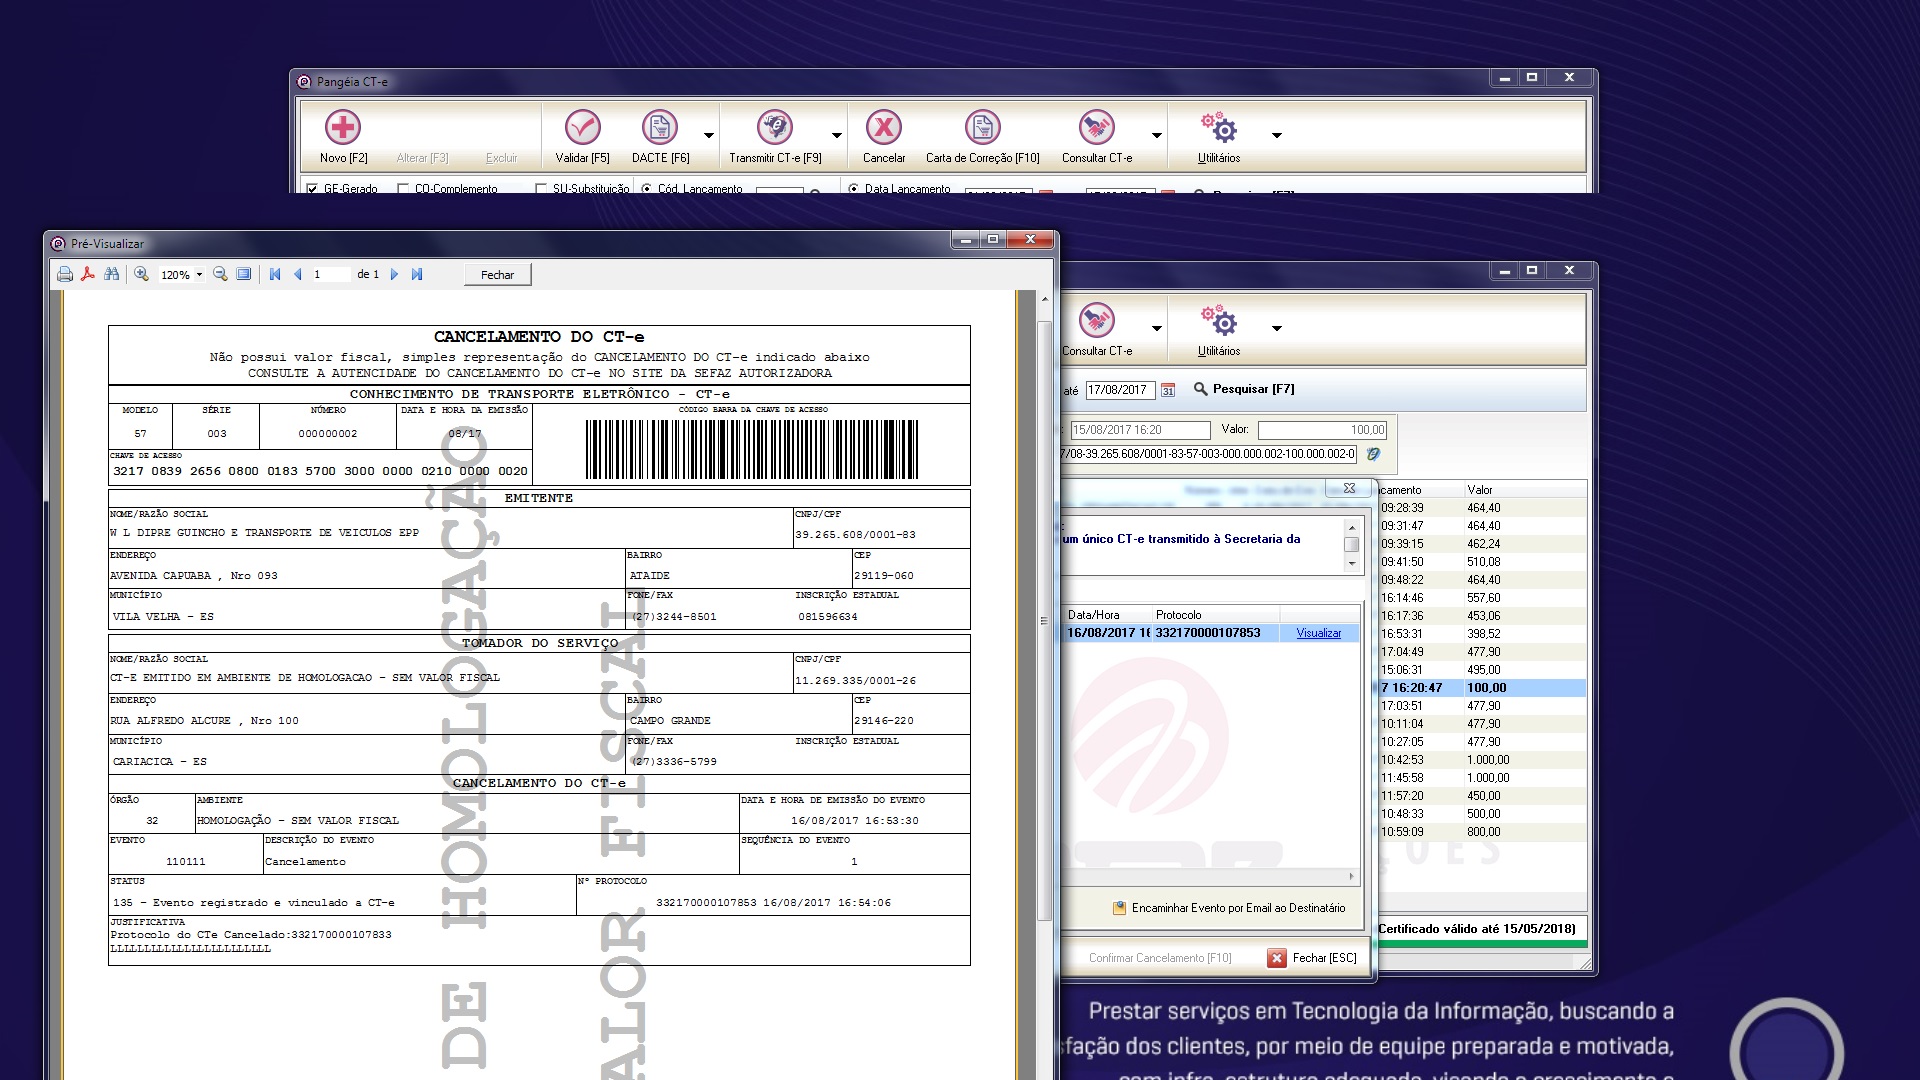 Pangéia CT-e
Novo [F2]
Alterar [F3]
Excluir
Validar [F5]
DACTE [F6]
Transmitir CT-e [F9]
Cancelar
Carta de Correção [F10]
Consultar CT-e
Utilitários
GE-Gerado
CO-Complemento
SU-Substituição
Cód. Lançamento
Data Lançamento
Pré-Visualizar
120%
1
de 1
Fechar
CANCELAMENTO DO CT-e
Não possui valor fiscal, simples representação do CANCELAMENTO DO CT-e indicado abaixo
CONSULTE A AUTENCIDADE DO CANCELAMENTO DO CT-e NO SITE DA SEFAZ AUTORIZADORA
CONHECIMENTO DE TRANSPORTE ELETRÔNICO - CT-e
MODELO SÉRIE NÚMERO DATA E HORA DA EMISSÃO CÓDIGO BARRA DA CHAVE DE ACESSO
57 003 000000002 08/17
CHAVE DE ACESSO
3217 0839 2656 0800 0183 5700 3000 0000 0210 0000 0020
EMITENTE
NOME/RAZÃO SOCIAL CNPJ/CPF
W L DIPRE GUINCHO E TRANSPORTE DE VEICULOS EPP 39.265.608/0001-83
ENDEREÇO BAIRRO CEP
AVENIDA CAPUABA , Nro 093 ATAIDE 29119-060
MUNICÍPIO FONE/FAX INSCRIÇÃO ESTADUAL
VILA VELHA - ES (27)3244-8501 081596634
TOMADOR DO SERVIÇO
NOME/RAZÃO SOCIAL CNPJ/CPF
CT-E EMITIDO EM AMBIENTE DE HOMOLOGACAO - SEM VALOR FISCAL 11.269.335/0001-26
ENDEREÇO BAIRRO CEP
RUA ALFREDO ALCURE , Nro 100 CAMPO GRANDE 29146-220
MUNICÍPIO FONE/FAX INSCRIÇÃO ESTADUAL
CARIACICA - ES (27)3336-5799
CANCELAMENTO DO CT-e
ÓRGÃO AMBIENTE DATA E HORA DE EMISSÃO DO EVENTO
32 HOMOLOGAÇÃO - SEM VALOR FISCAL 16/08/2017 16:53:30
EVENTO DESCRIÇÃO DO EVENTO SEQUÊNCIA DO EVENTO
110111 Cancelamento 1
STATUS Nº PROTOCOLO
135 - Evento registrado e vinculado a CT-e 332170000107853 16/08/2017 16:54:06
JUSTIFICATIVA
Protocolo do CTe Cancelado:332170000107833
LLLLLLLLLLLLLLLLLLLLLLLLL
DE HOMOLOGAÇÃO
ALOR FISCAL
Consultar CT-e
Utilitários
até 17/08/2017
31
Pesquisar [F7]
15/08/2017 16:20 Valor: 100,00
7/08-39.265.608/0001-83-57-003-000.000.002-100.000.002-0
um único CT-e transmitido à Secretaria da
Data/Hora Protocolo
16/08/2017 332170000107853 Visualizar
Encaminhar Evento por Email ao Destinatário
Confirmar Cancelamento [F10] Fechar [ESC]
ncamento Valor
09:28:39 464,40
09:31:47 464,40
09:39:15 462,24
09:41:50 510,08
09:48:22 464,40
16:14:46 557,60
16:17:36 453,06
16:53:31 398,52
17:04:49 477,90
15:06:31 495,00
7 16:20:47 100,00
17:03:51 477,90
10:11:04 477,90
10:27:05 477,90
10:42:53 1.000,00
11:45:58 1.000,00
11:57:20 450,00
10:48:33 500,00
10:59:09 800,00
Certificado válido até 15/05/2018)
Prestar serviços em Tecnologia da Informação, buscando a
sfação dos clientes, por meio de equipe preparada e motivada,